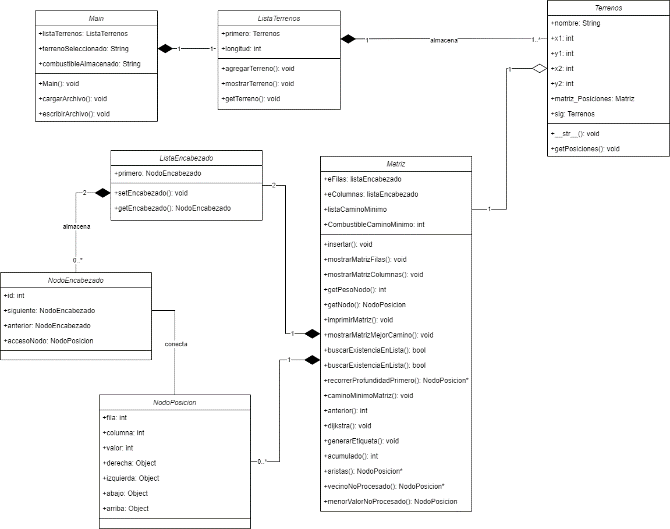 Main
+listaTerrenos: ListaTerrenos
+terrenoSeleccionado: String
+combustibleAlmacenado: String
+Main(): void
+cargarArchivo(): void
+escribirArchivo(): void
1
1
ListaTerrenos
+primero: Terrenos
+longitud: int
+agregarTerreno(): void
+mostrarTerreno(): void
+getTerreno(): void
1
almacena
1..*
Terrenos
+nombre: String
+x1: int
+y1: int
+x2: int
+y2: int
+matriz_Posiciones: Matriz
+sig: Terrenos
+__str__(): void
+getPosiciones(): void
1
1
ListaEncabezado
+primero: NodoEncabezado
+setEncabezado(): void
+getEncabezado(): NodoEncabezado
2
2
almacena
0..*
1
Matriz
+eFilas: listaEncabezado
+eColumnas: listaEncabezado
+listaCaminoMinimo
+CombustibleCaminoMinimo: int
+insertar(): void
+mostrarMatrizFilas(): void
+mostrarMatrizColumnas(): void
+getPesoNodo(): int
+getNodo(): NodoPosicion
+imprimirMatriz(): void
+mostrarMatrizMejorCamino(): void
+buscarExistenciaEnLista(): bool
+buscarExistenciaEnLista(): bool
+recorrerProfundidadPrimero(): NodoPosicion*
+caminoMinimoMatriz(): void
+anterior(): int
+dijkstra(): void
+generarEtiqueta(): void
+acumulado(): int
+aristas(): NodoPosicion*
+vecinoNoProcesado(): NodoPosicion*
+menorValorNoProcesado(): NodoPosicion
NodoEncabezado
+id: int
+siguiente: NodoEncabezado
+anterior: NodoEncabezado
+accesoNodo: NodoPosicion
conecta
1
0..*
NodoPosicion
+fila: int
+columna: int
+valor: int
+derecha: Object
+izquierda: Object
+abajo: Object
+arriba: Object